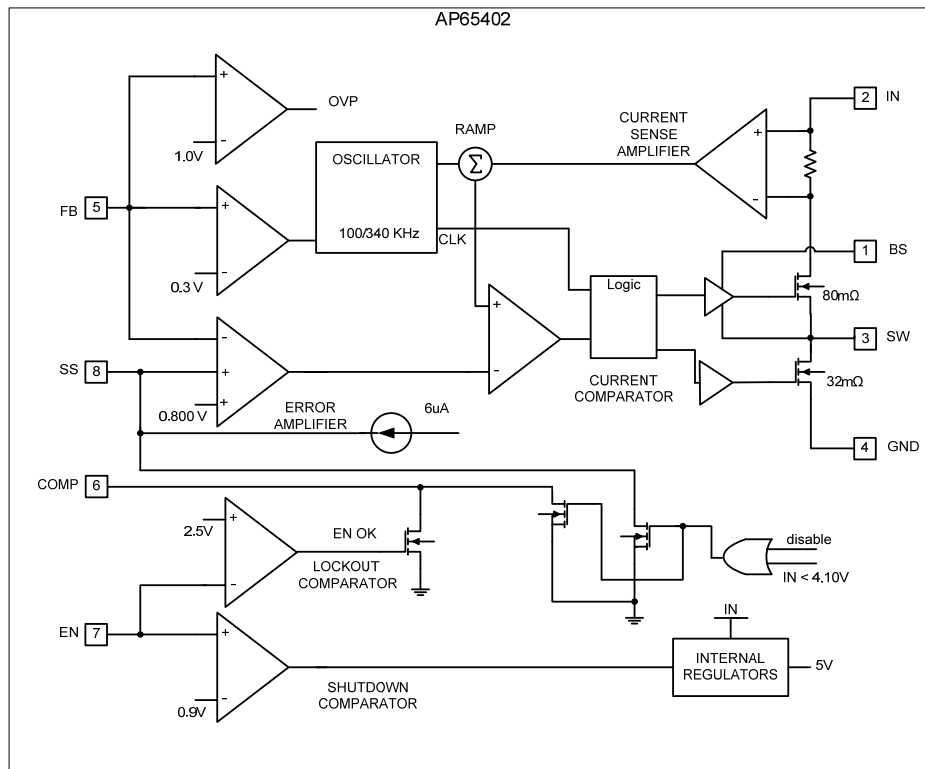 AP65402
+
OVP
-
1.0V
2
IN
CURRENT
SENSE
AMPLIFIER
+
-
RAMP
Σ
OSCILLATOR
100/340 KHz
CLK
FB
5
+
-
0.3 V
1
BS
Logic
80mΩ
3
SW
+
-
CURRENT
COMPARATOR
32mΩ
4
GND
SS
8
-
+
+
0.800 V
ERROR
AMPLIFIER
6uA
COMP
6
2.5V
+
-
EN OK
LOCKOUT
COMPARATOR
disable
IN < 4.10V
EN
7
+
-
0.9V
SHUTDOWN
COMPARATOR
IN
INTERNAL
REGULATORS
5V